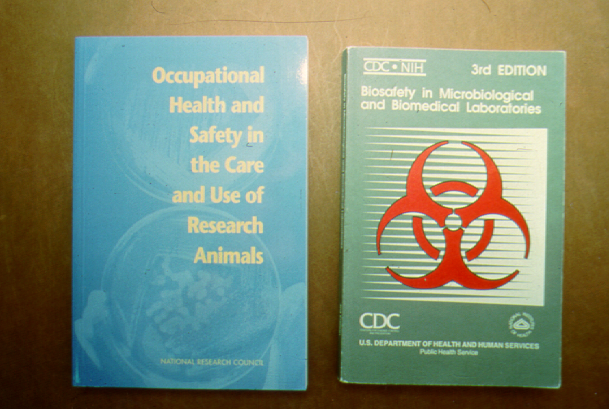 Occupational
Health and
Safety in
the Care
and Use of
Research
Animals
NATIONAL RESEARCH COUNCIL
CDC • NIH
3rd EDITION
Biosafety in Microbiological
and Biomedical Laboratories
CDC
U.S. DEPARTMENT OF HEALTH AND HUMAN SERVICES
Public Health Service